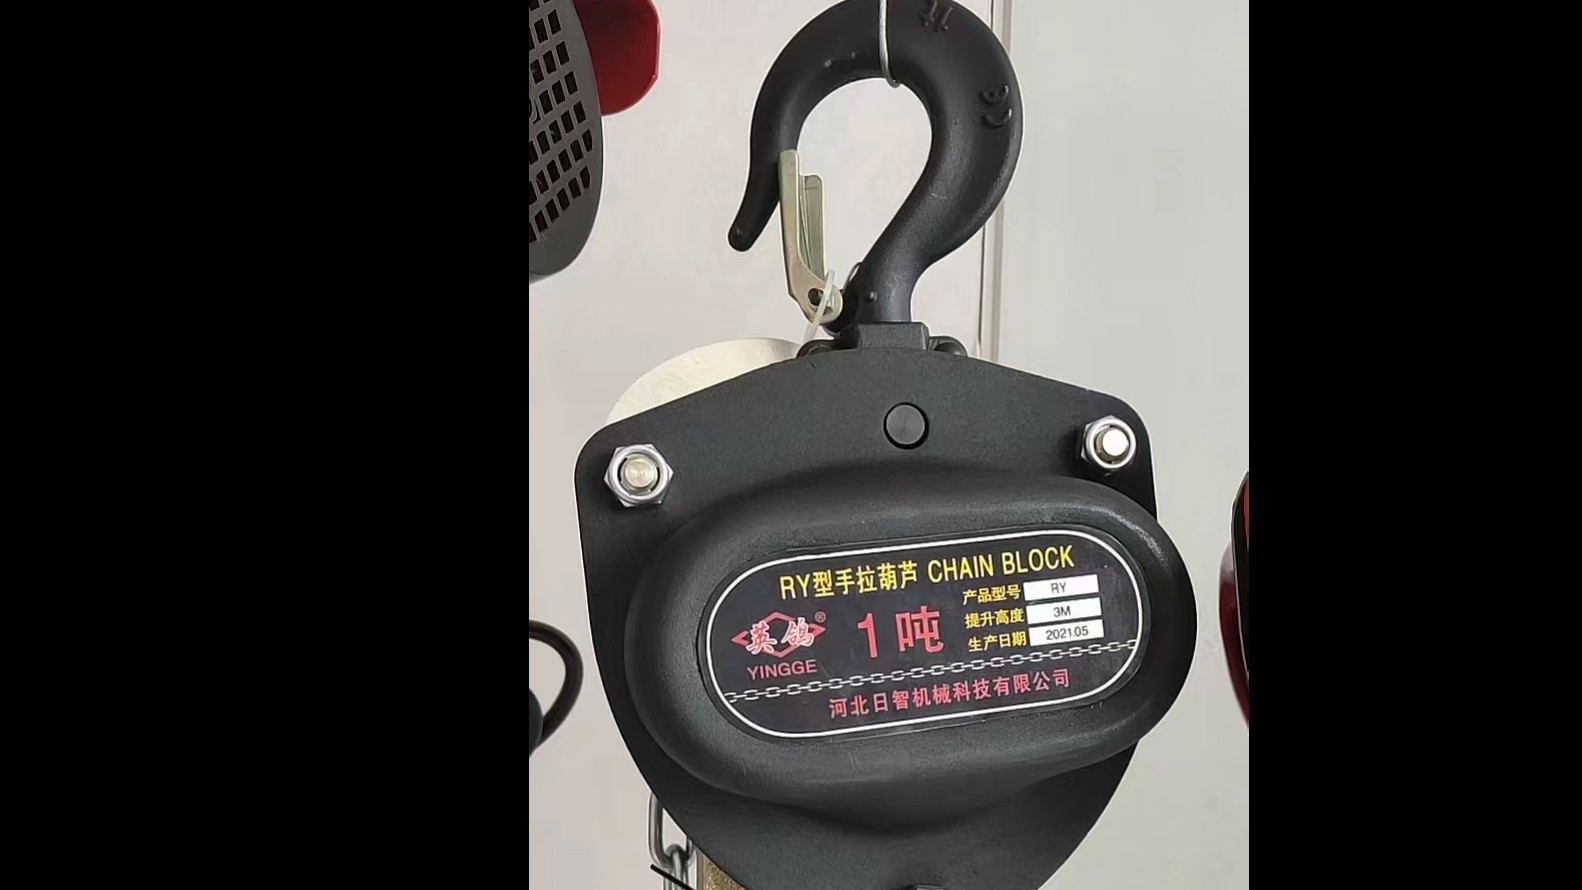 RY型手拉葫芦 CHAIN BLOCK
英鸽®
YINGGE
1吨
产品型号 RY
提升高度 3M
生产日期 2021.05
河北日智机械科技有限公司